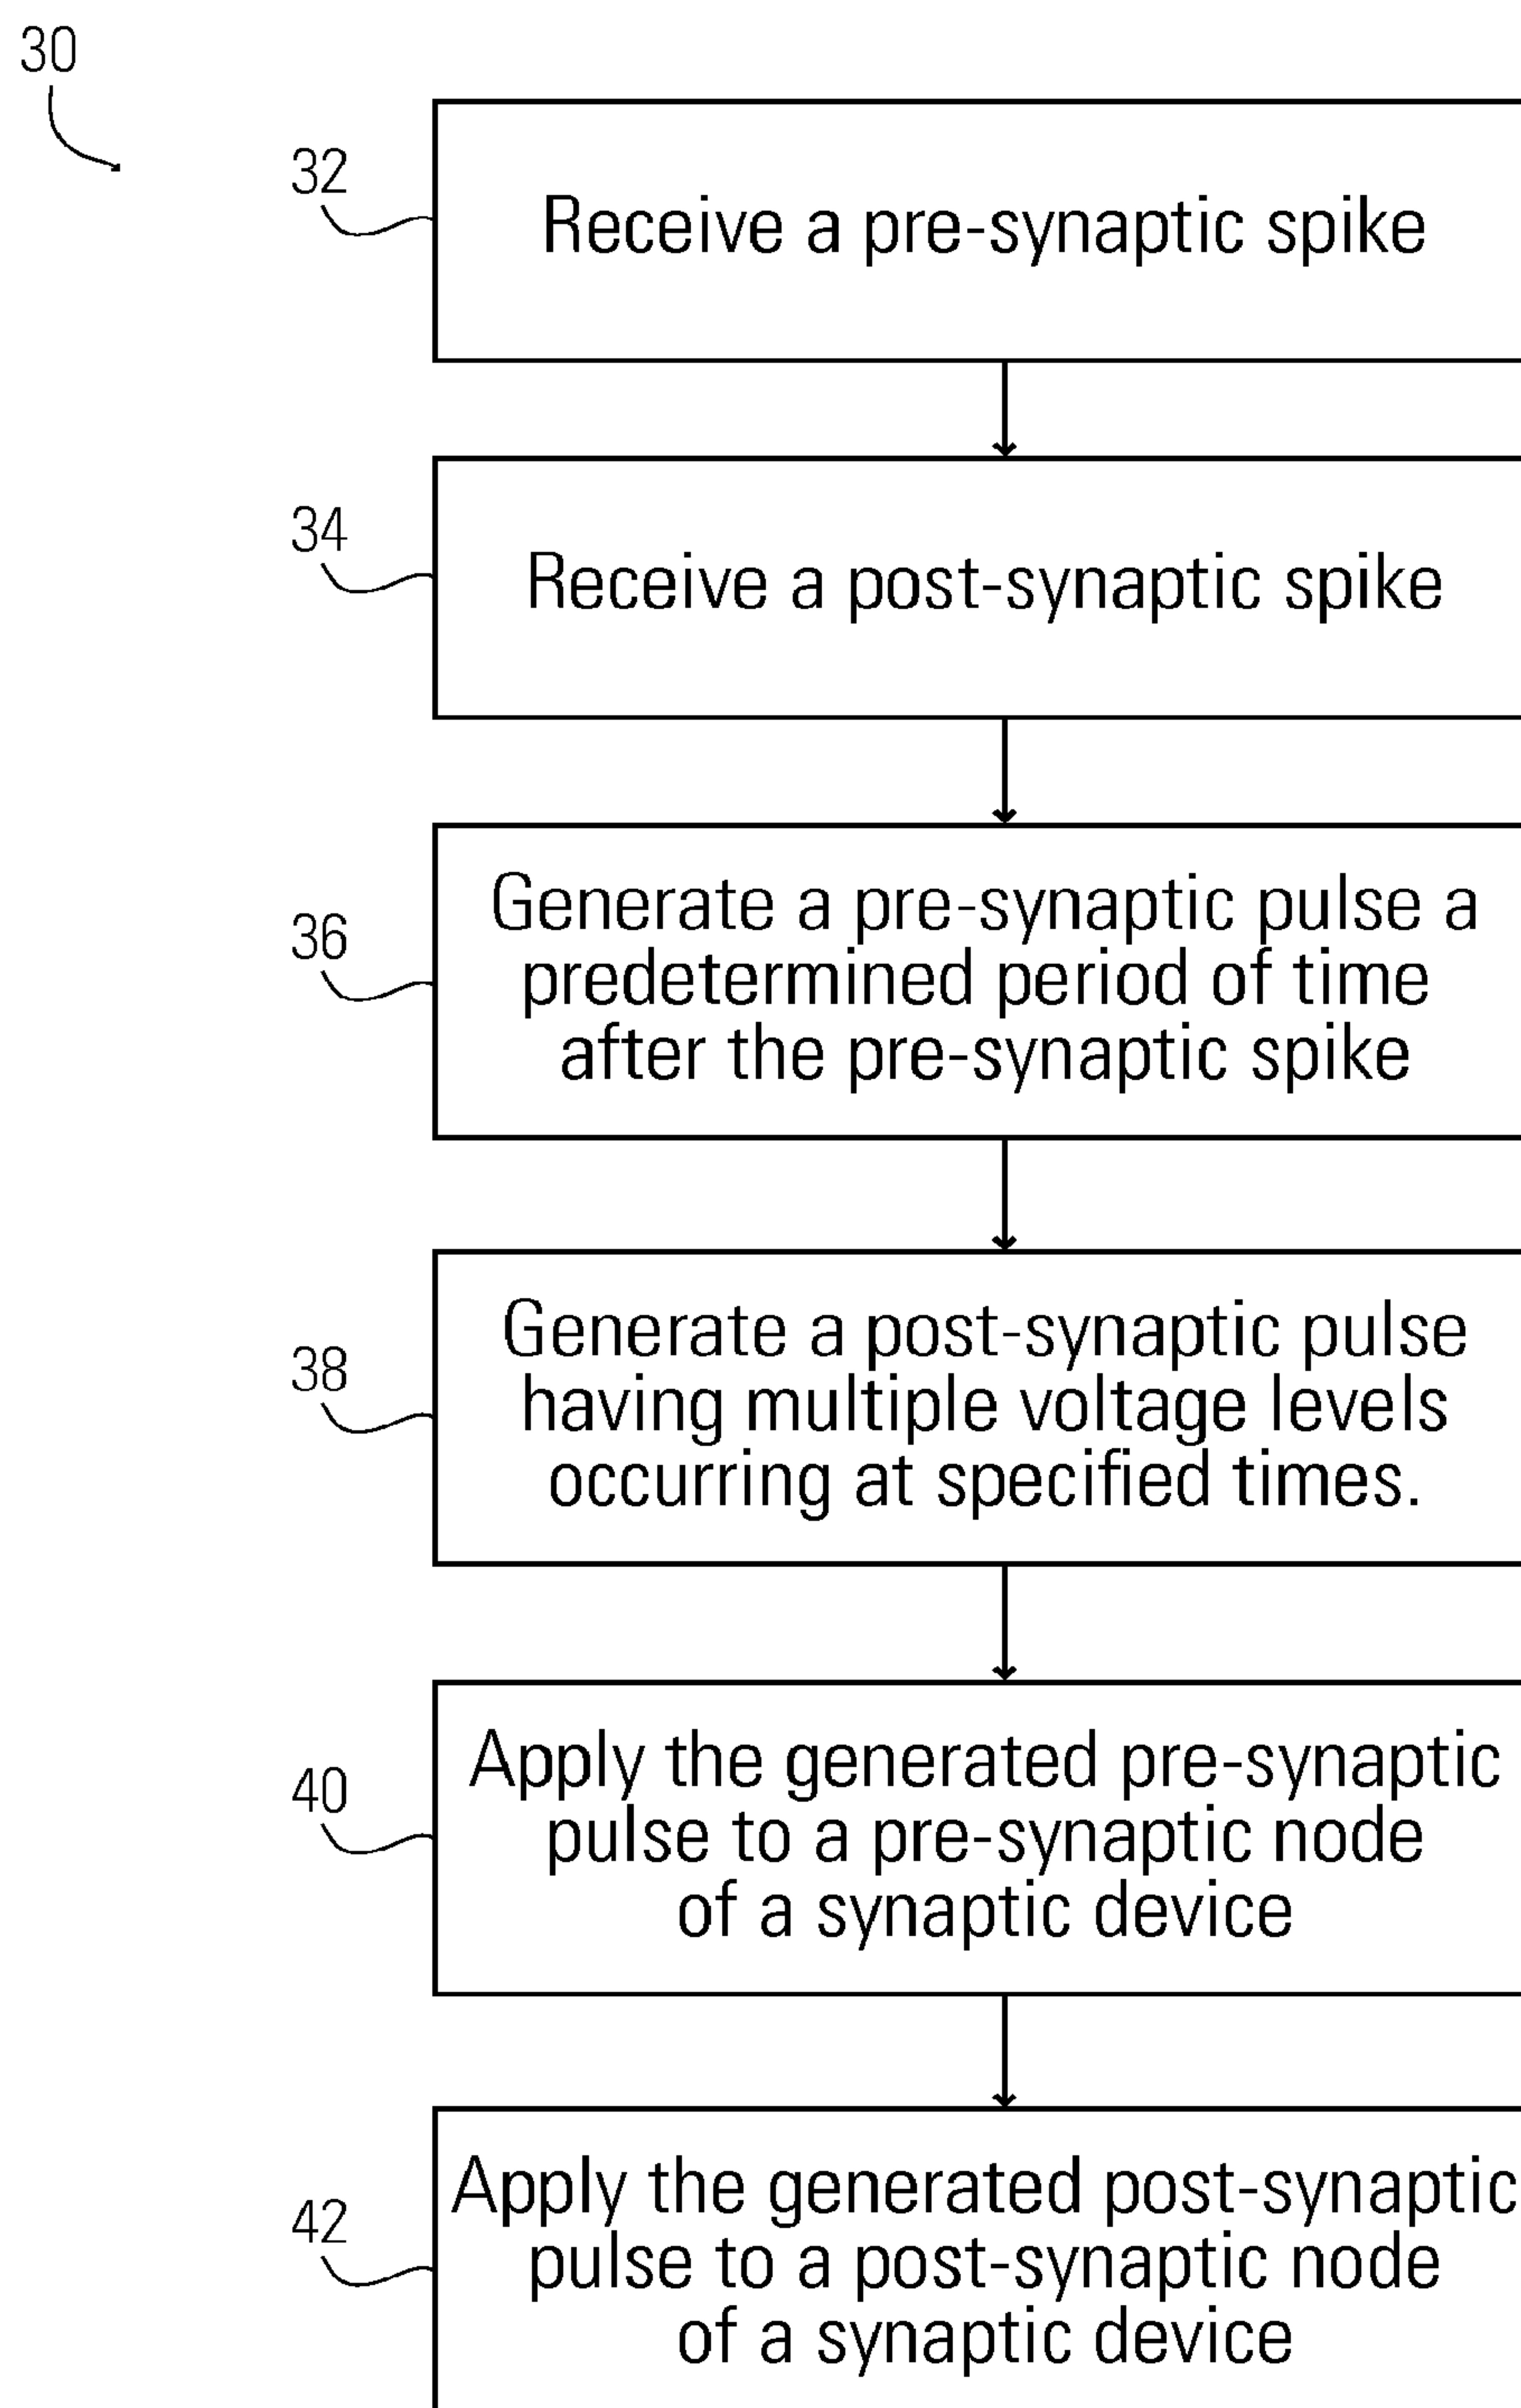 30
32
Receive a pre-synaptic spike
34
Receive a post-synaptic spike
36
Generate a pre-synaptic pulse a
predetermined period of time
after the pre-synaptic spike
38
Generate a post-synaptic pulse
having multiple voltage levels
occurring at specified times.
40
Apply the generated pre-synaptic
pulse to a pre-synaptic node
of a synaptic device
42
Apply the generated post-synaptic
pulse to a post-synaptic node
of a synaptic device